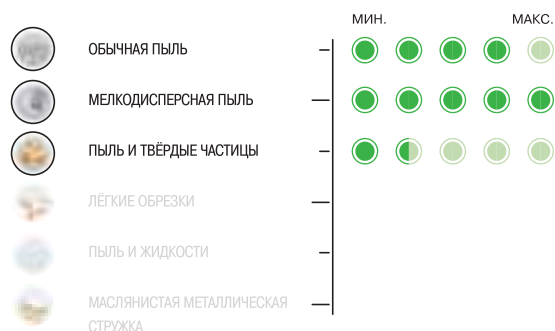 МИН. МАКС.
ОБЫЧНАЯ ПЫЛЬ
МЕЛКОДИСПЕРСНАЯ ПЫЛЬ
ПЫЛЬ И ТВЁРДЫЕ ЧАСТИЦЫ
ЛЁГКИЕ ОБРЕЗКИ
ПЫЛЬ И ЖИДКОСТИ
МАСЛЯНИСТАЯ МЕТАЛЛИЧЕСКАЯ
СТРУЖКА